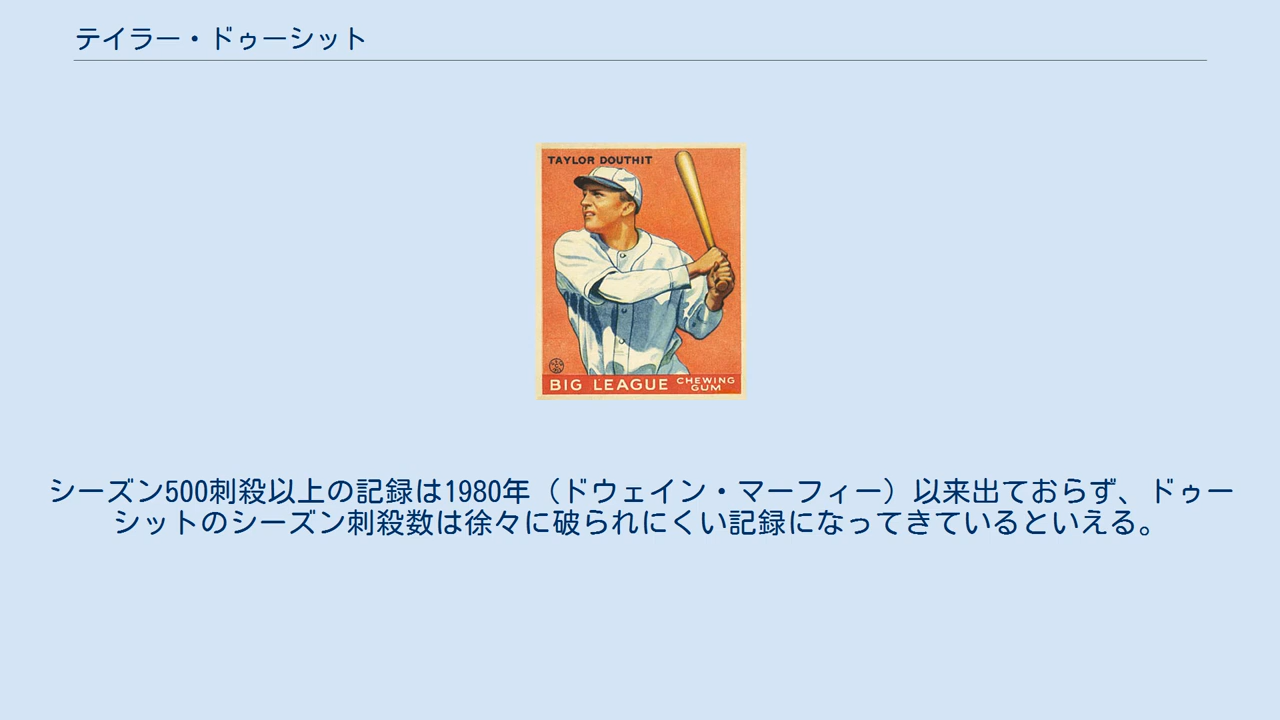 テイラー・ドゥーシット
TAYLOR DOUTHIT
BIG LEAGUE CHEWING GUM
シーズン500刺殺以上の記録は1980年（ドウェイン・マーフィー）以来出ておらず、ドゥー
シットのシーズン刺殺数は徐々に破られにくい記録になってきているといえる。